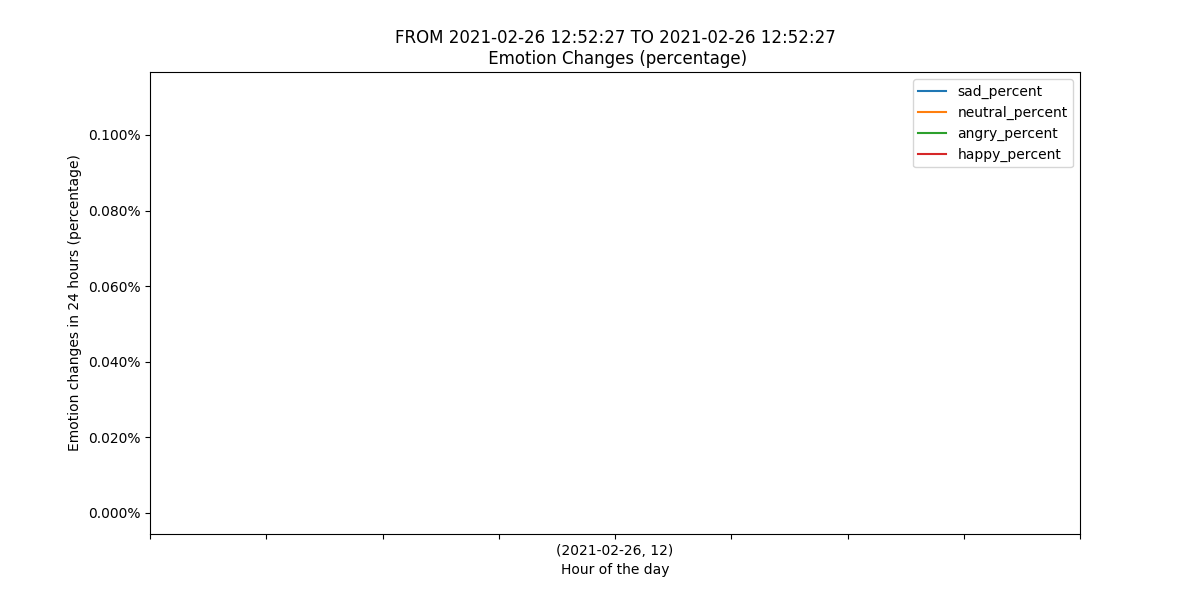 FROM 2021-02-26 12:52:27 TO 2021-02-26 12:52:27
Emotion Changes (percentage)
sad_percent
neutral_percent
angry_percent
happy_percent
Emotion changes in 24 hours (percentage)
0.100%
0.080%
0.060%
0.040%
0.020%
0.000%
(2021-02-26, 12)
Hour of the day